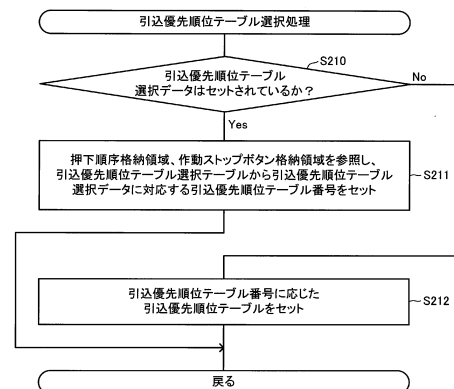 引込優先順位テーブル選択処理
S210
引込優先順位テーブル
選択データはセットされているか?
No
Yes
押下順序格納領域、作動ストップボタン格納領域を参照し、
引込優先順位テーブル選択テーブルから引込優先順位テーブル
選択データに対応する引込優先順位テーブル番号をセット
S211
引込優先順位テーブル番号に応じた
引込優先順位テーブルをセット
S212
戻る